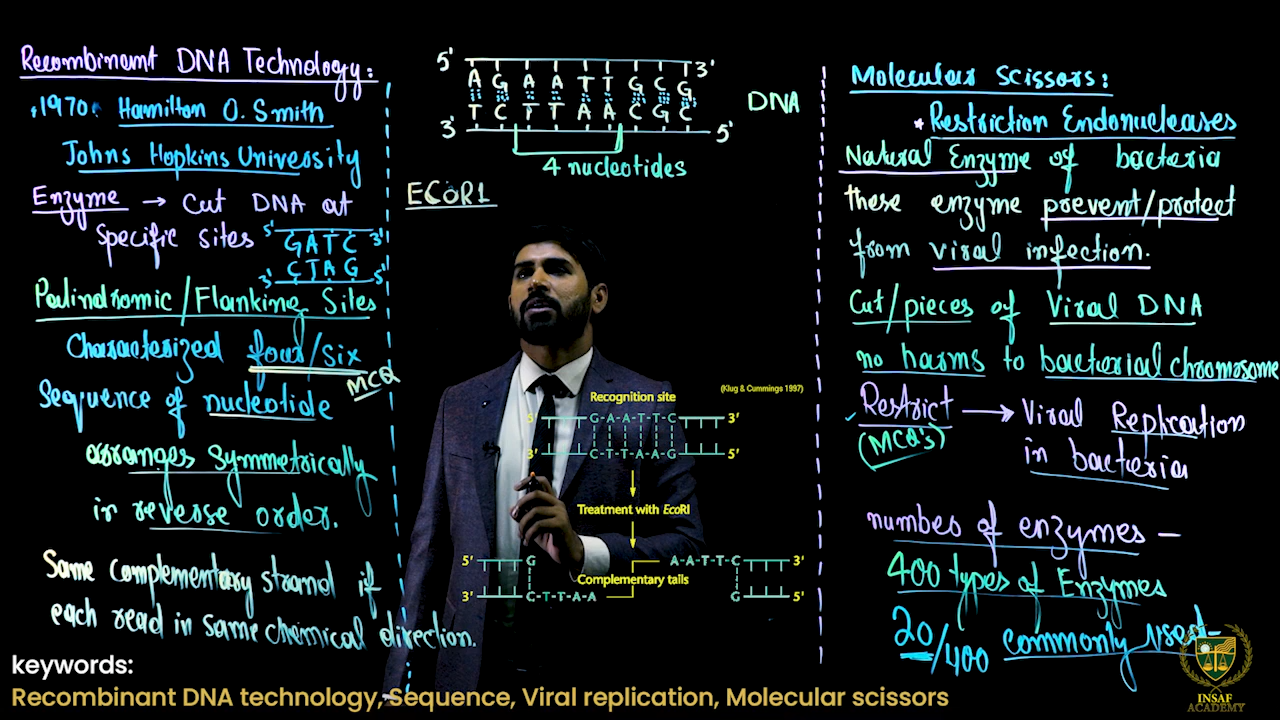 Recombinant DNA Technology:
1970: Hamilton O. Smith
Johns Hopkins University
Enzyme → Cut DNA at
Specific sites
5' GATC 3'
3' CTAG 5'
Palindromic/Flanking Sites
Characterized four/six
MCQ
Sequence of nucleotide
arranges Symmetrically
in reverse order.
Same complementary strand if
each read in same chemical direction.
5' 3'
A G A A T T G C G
T C T T A A C G C
3' 5'
DNA
4 nucleotides
ECOR1
(Klug & Cummings 1997)
Recognition site
5' G-A-A-T-T-C 3'
3' C-T-T-A-A-G 5'
Treatment with EcoRI
5' G A-A-T-T-C 3'
Complementary tails
3' C-T-T-A-A G 5'
Molecular Scissors:
* Restriction Endonucleases
Natural Enzyme of bacteria
these enzyme prevent/protect
from viral infection.
Cut/pieces of Viral DNA
no harms to bacterial chromosome
Restrict → Viral Replication
(MCQ's)
in bacteria
numbes of enzymes –
400 types of Enzymes
20/400 commonly used
INSAF
ACADEMY
keywords:
Recombinant DNA technology, Sequence, Viral replication, Molecular scissors